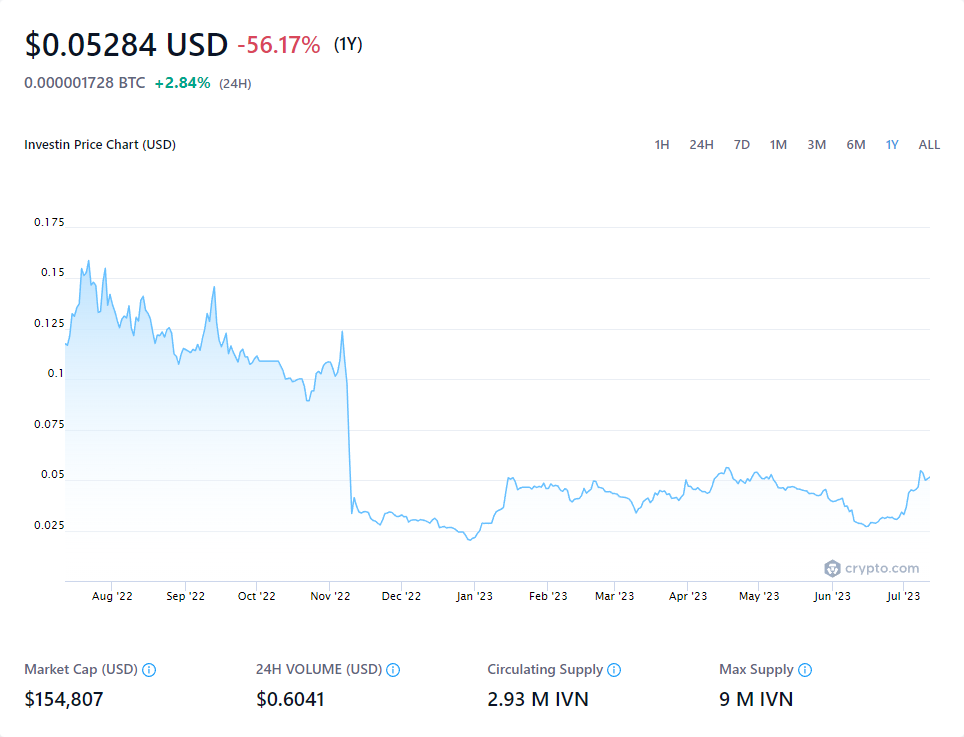 $0.05284 USD -56.17% (1Y)
0.000001728 BTC +2.84% (24H)
Investin Price Chart (USD) 1H 24H 7D 1M 3M 6M 1Y ALL
0.175
0.15
0.125
0.1
0.075
0.05
0.025
crypto.com
Aug '22 Sep '22 Oct '22 Nov '22 Dec '22 Jan '23 Feb '23 Mar '23 Apr '23 May '23 Jun '23 Jul '23
Market Cap (USD) 24H VOLUME (USD) Circulating Supply Max Supply
$154,807 $0.6041 2.93 M IVN 9 M IVN